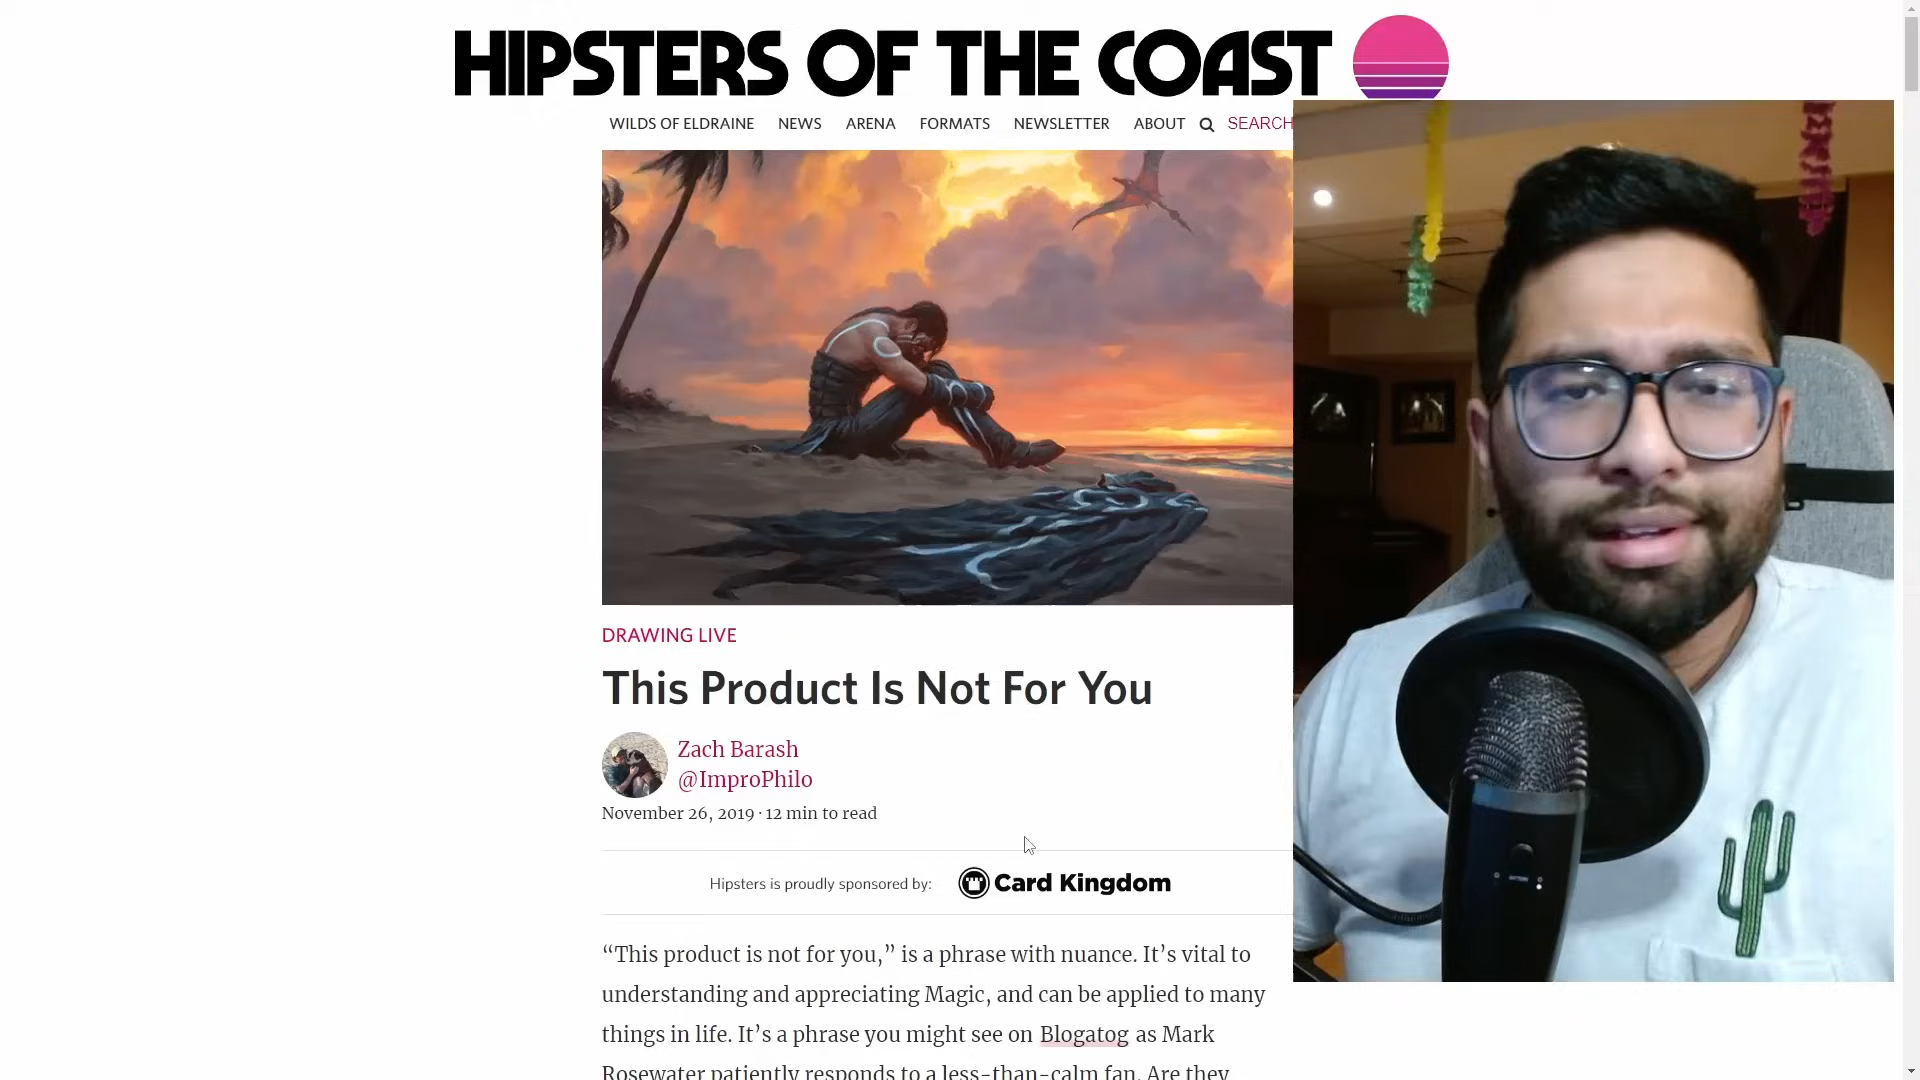 HIPSTERS OF THE COAST
WILDS OF ELDRAINE NEWS ARENA FORMATS NEWSLETTER ABOUT SEARCH
DRAWING LIVE
This Product Is Not For You
Zach Barash
@ImproPhilo
November 26, 2019 · 12 min to read
Hipsters is proudly sponsored by: Card Kingdom
“This product is not for you,” is a phrase with nuance. It’s vital to
understanding and appreciating Magic, and can be applied to many
things in life. It’s a phrase you might see on Blogatog as Mark
Rosewater patiently responds to a less-than-calm fan. Are they